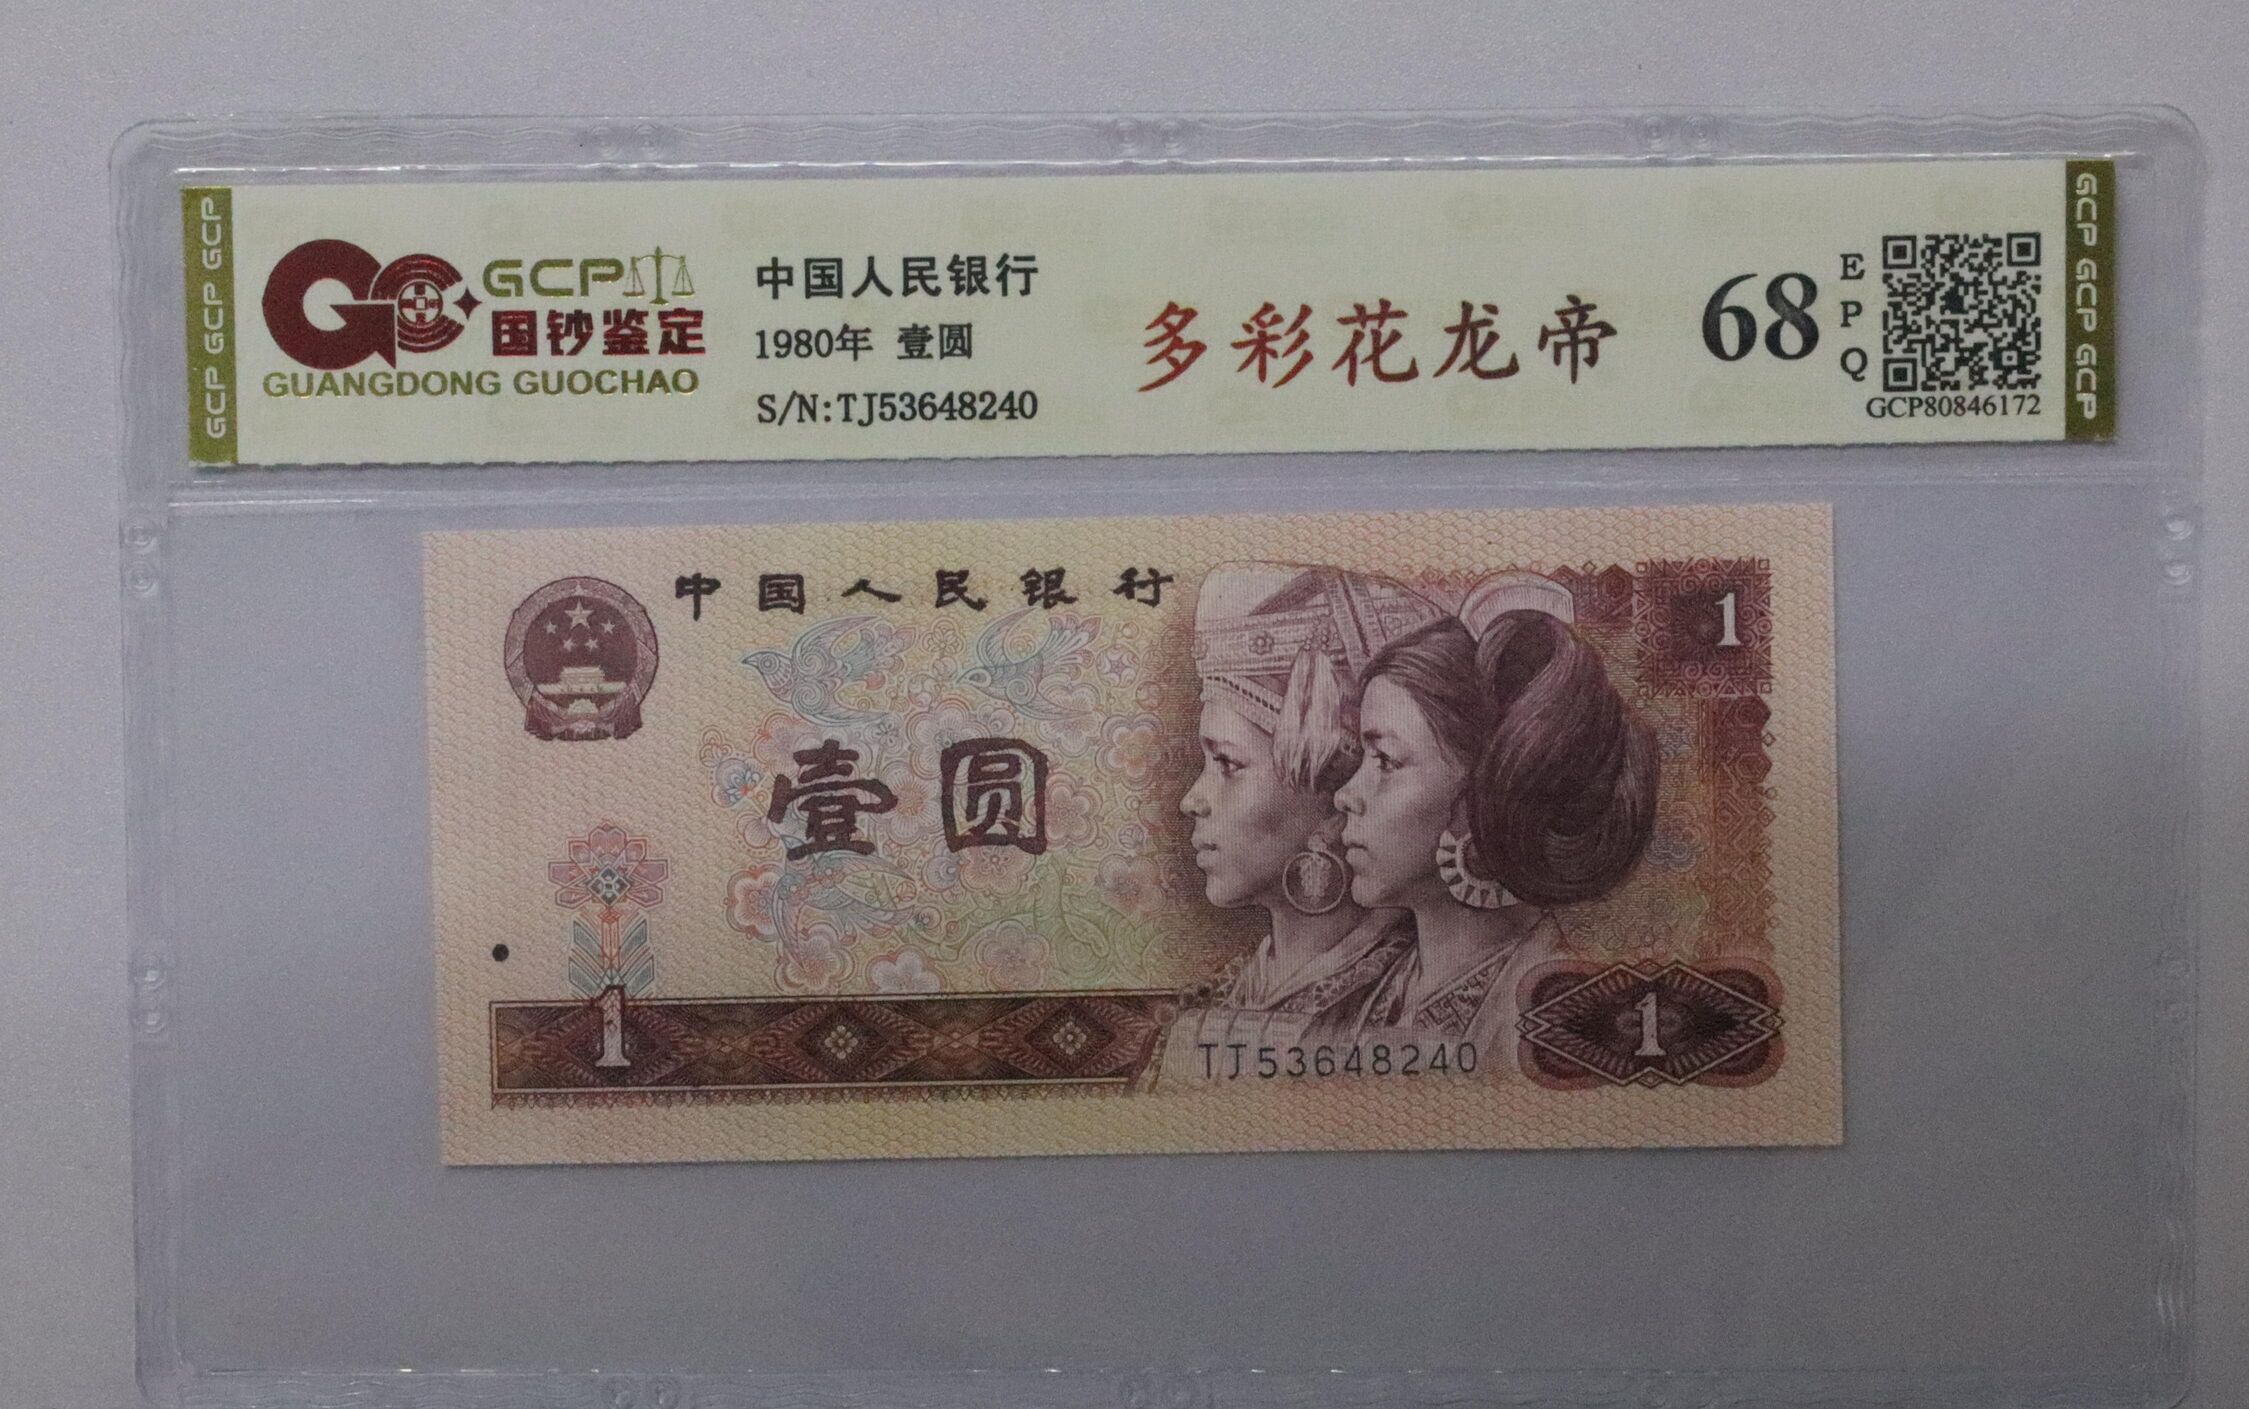 GCP GCP GCP
GCP
国钞鉴定
GUANGDONG GUOCHAO
中国人民银行
1980年 壹圆
S/N:TJ53648240
多彩花龙帝
68
E
P
Q
GCP80846172
GCP GCP GCP
中国人民银行
1
壹圆
1
TJ53648240
1